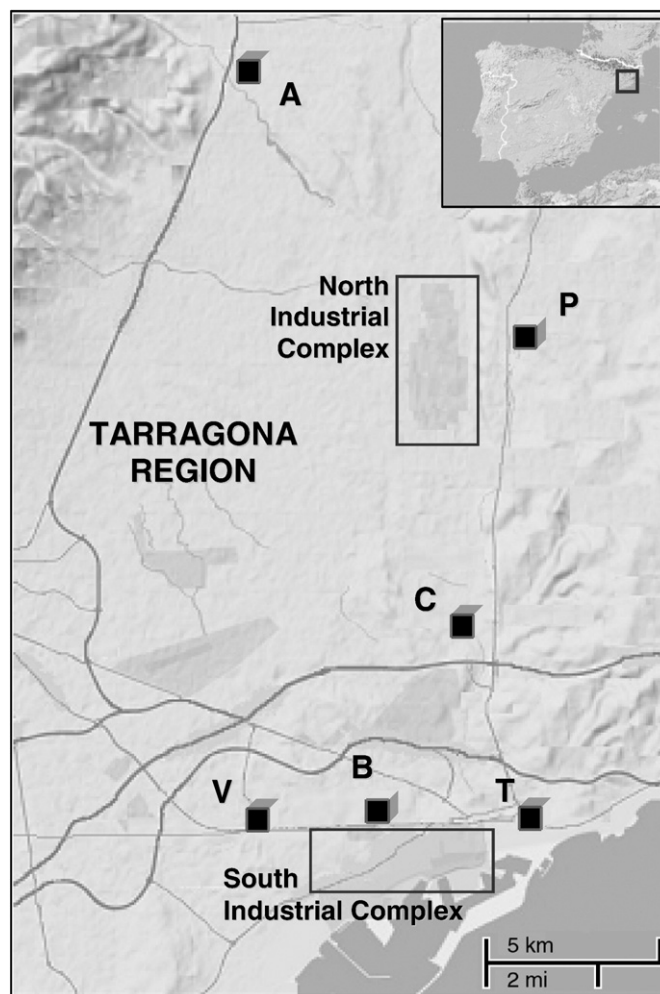 A
North
Industrial
Complex
P
TARRAGONA
REGION
C
B
V
T
South
Industrial Complex
5 km
2 mi